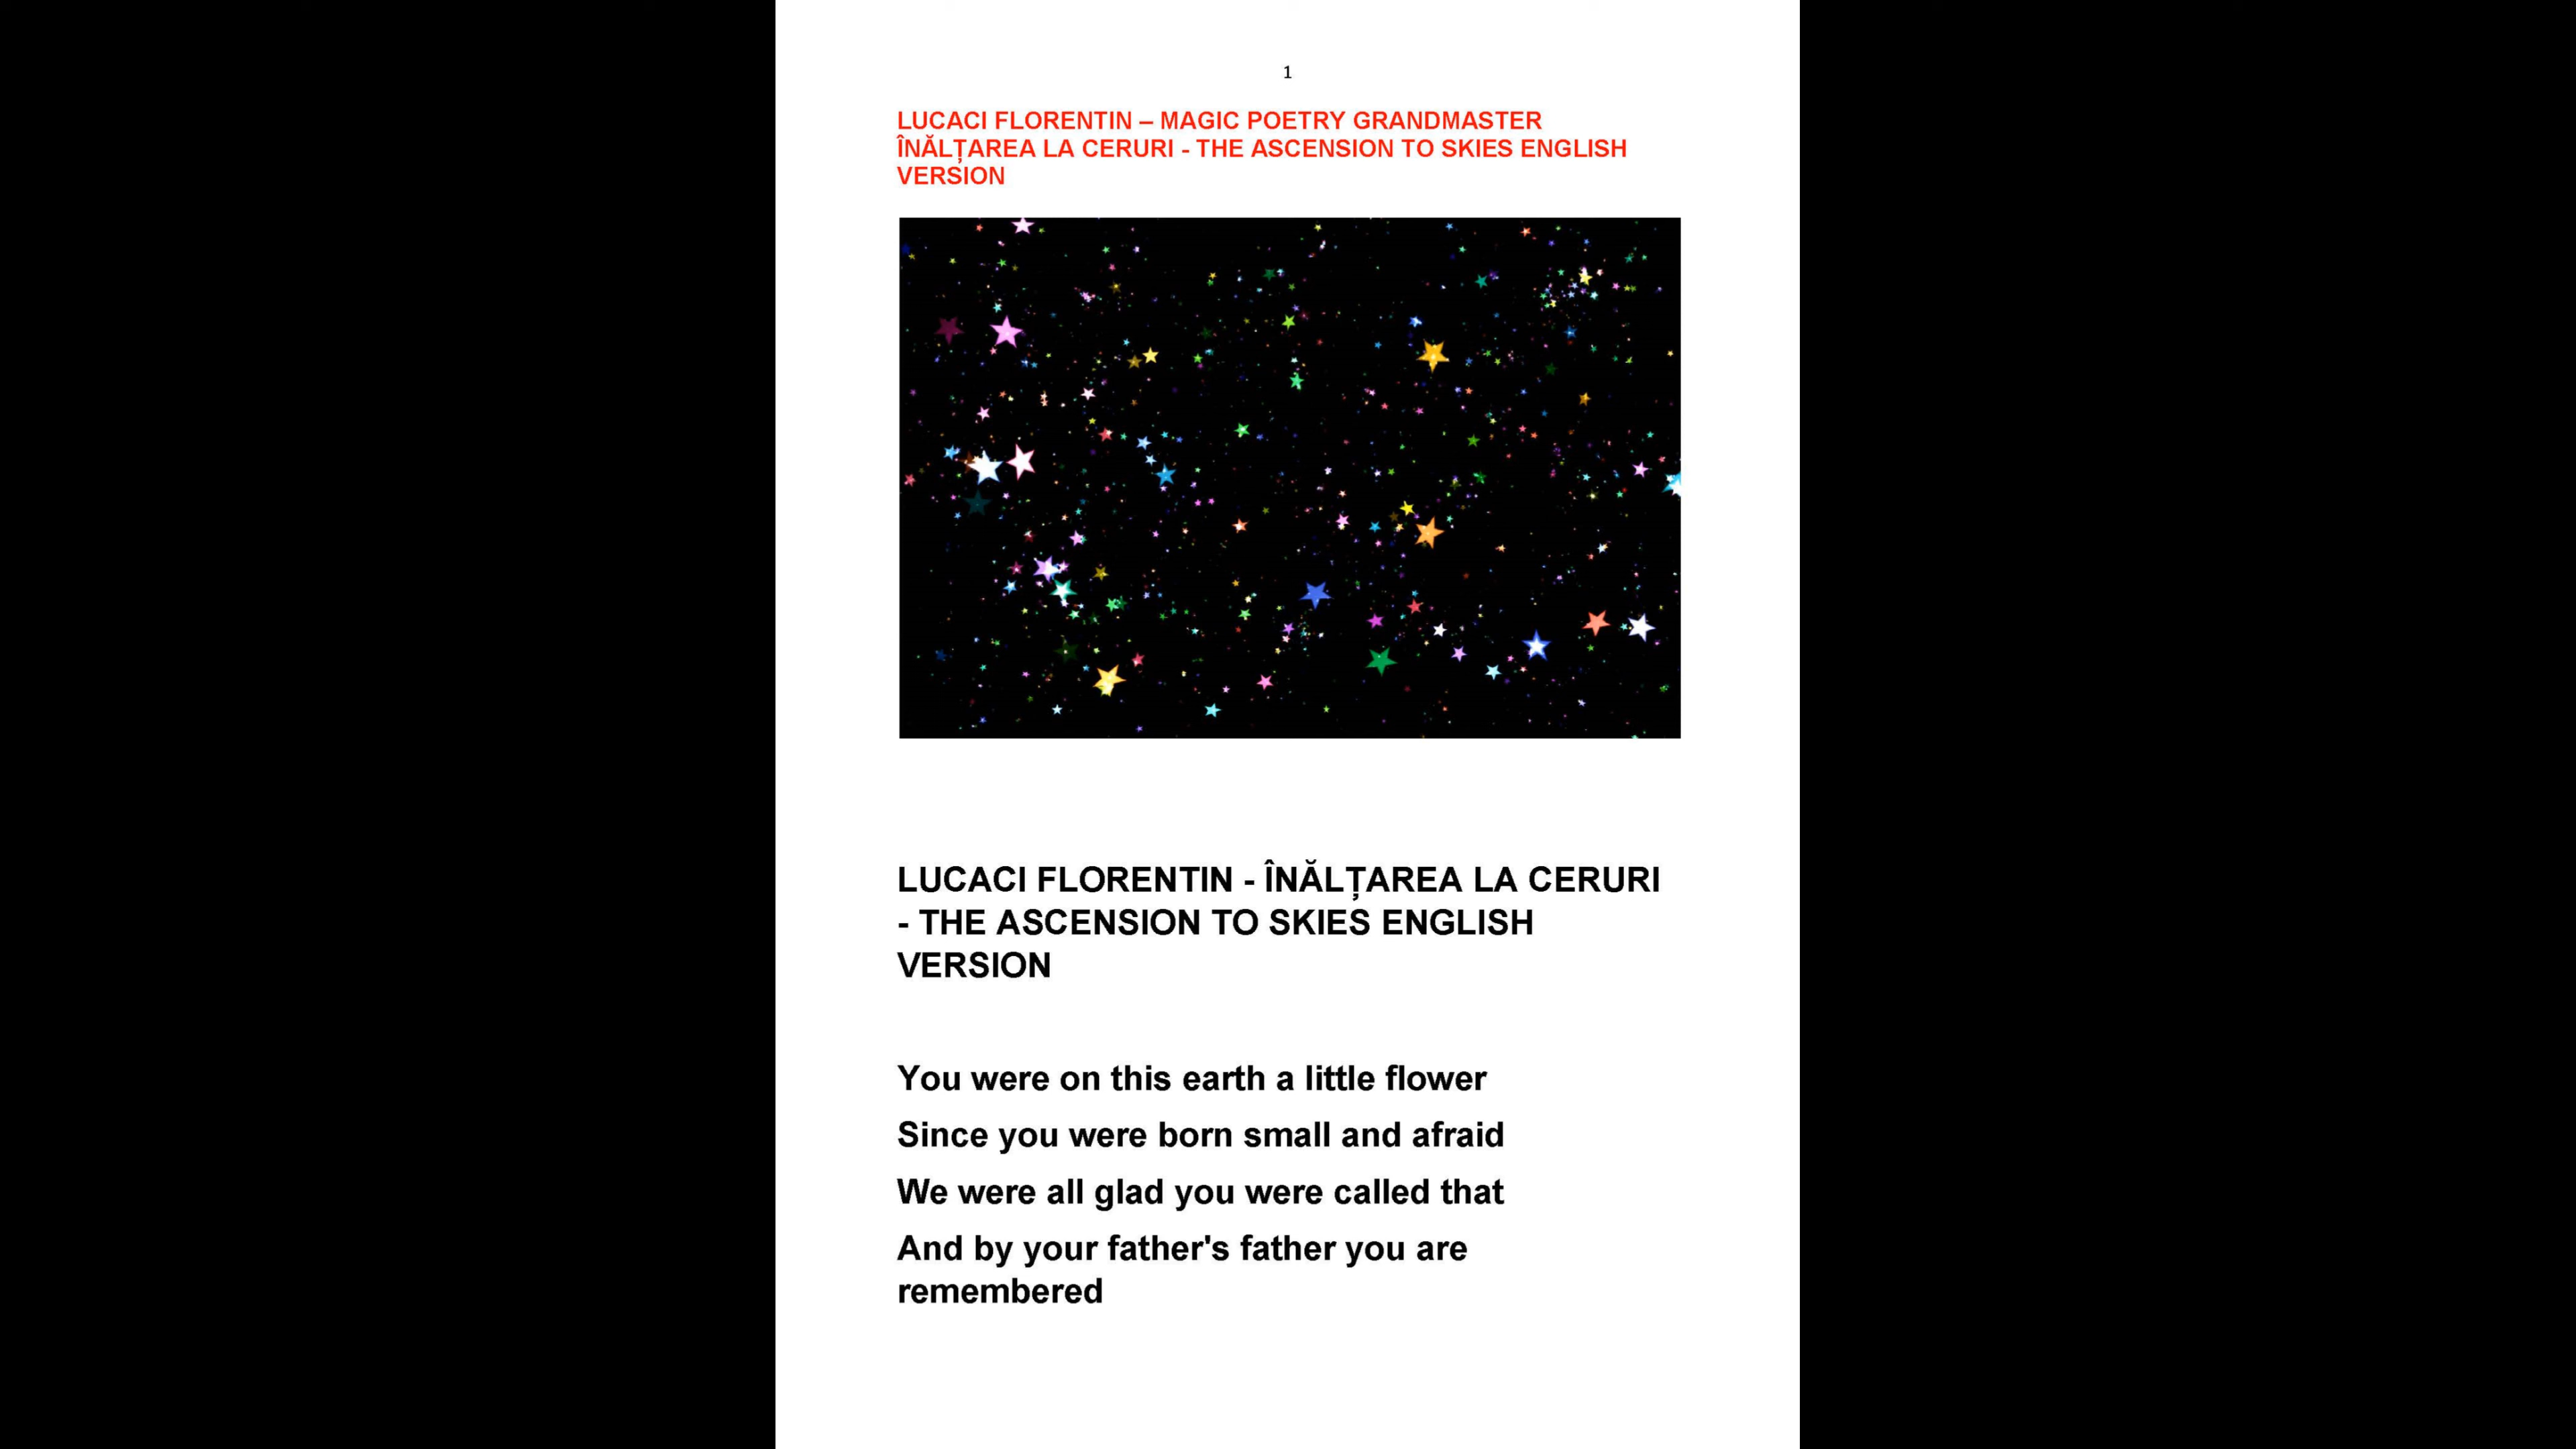 1
LUCACI FLORENTIN – MAGIC POETRY GRANDMASTER
ÎNĂLȚAREA LA CERURI - THE ASCENSION TO SKIES ENGLISH
VERSION
LUCACI FLORENTIN - ÎNĂLȚAREA LA CERURI
- THE ASCENSION TO SKIES ENGLISH
VERSION
You were on this earth a little flower
Since you were born small and afraid
We were all glad you were called that
And by your father's father you are
remembered